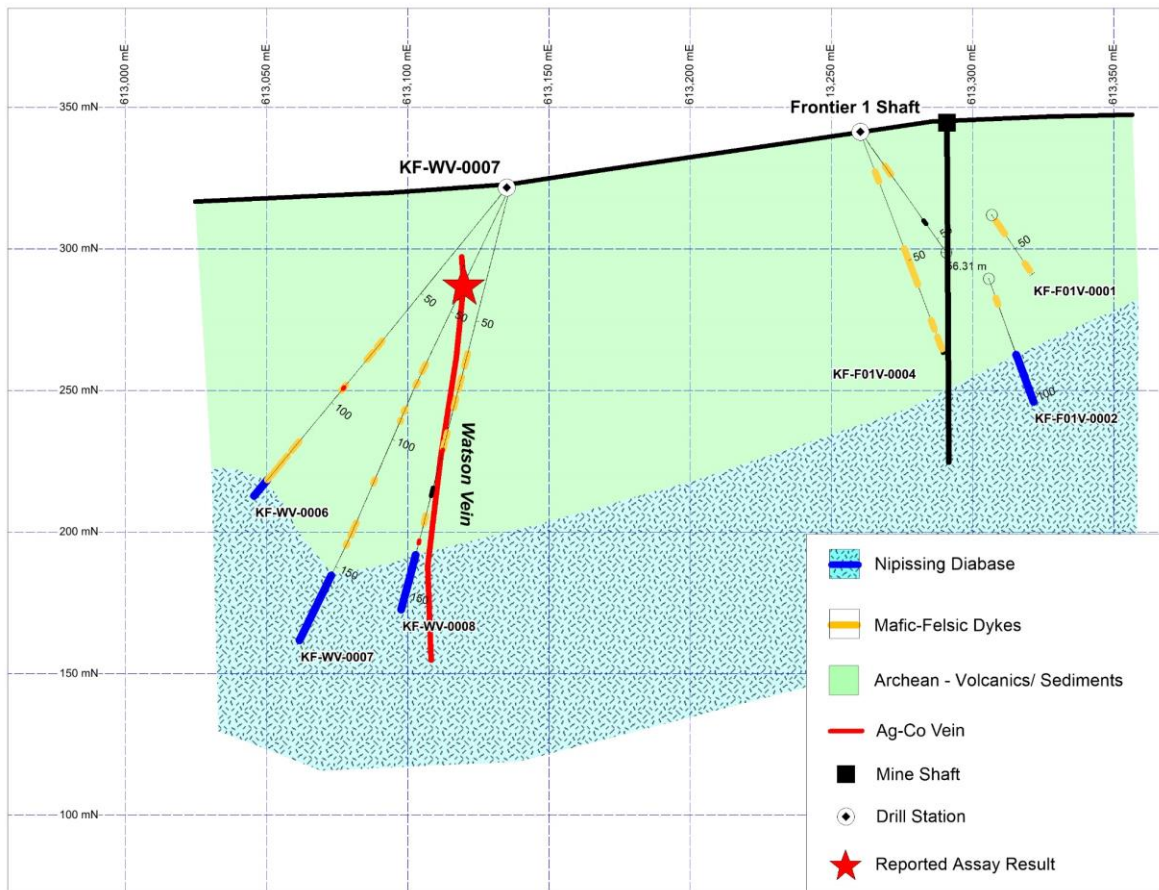 613,000 mE
613,050 mE
613,100 mE
613,150 mE
613,200 mE
613,250 mE
613,300 mE
613,350 mE
350 mN
Frontier 1 Shaft
KF-WV-0007
300 mN
50
50
50
50
50
50
56.31 m
KF-F01V-0001
KF-F01V-0004
250 mN
100
100
100
KF-F01V-0002
Watson Vein
KF-WV-0006
200 mN
150
150
KF-WV-0008
KF-WV-0007
150 mN
100 mN
Nipissing Diabase
Mafic-Felsic Dykes
Archean - Volcanics/ Sediments
Ag-Co Vein
Mine Shaft
Drill Station
Reported Assay Result